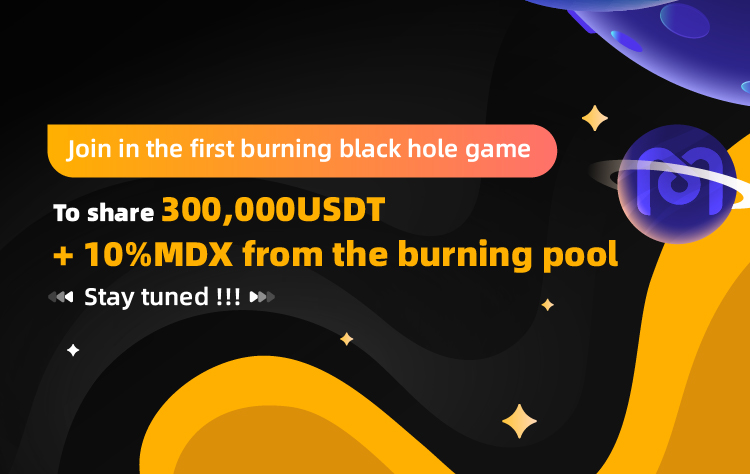 Join in the first burning black hole game
To share 300,000USDT
+ 10%MDX from the burning pool
Stay tuned !!!